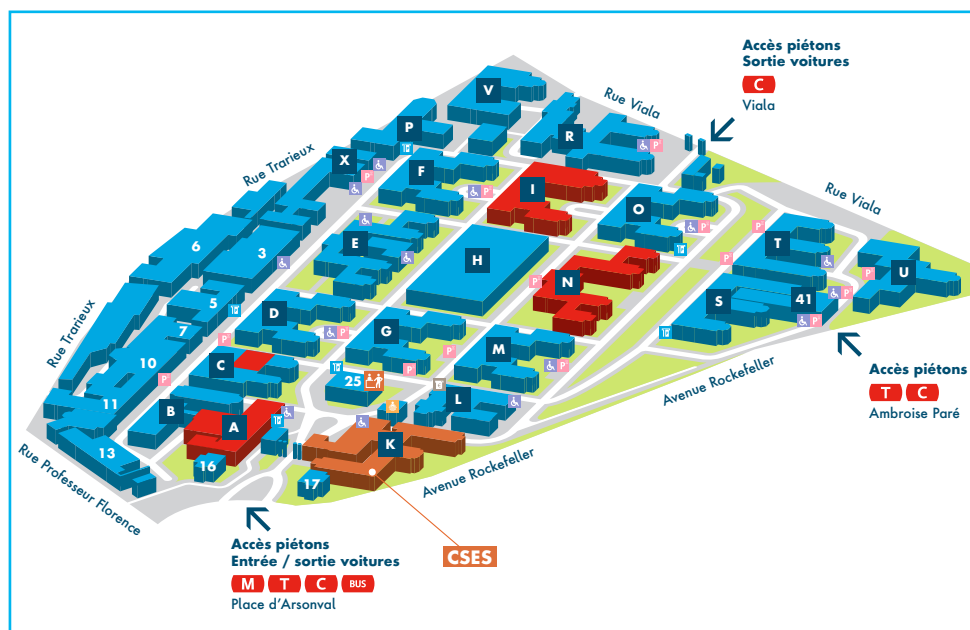 Accès piétons
Sortie voitures
C
Viala
Rue Viala
V
P
R
Rue Trarieux
X
P
P
F
I
P
Rue Viala
O
P
P
6
3
E
H
T
P
U
P
N
P
S
41
P
P
5
D
7
P
G
P
M
10
C
P
P
P
25
Accès piétons
T C
Ambroise Paré
Avenue Rockefeller
Rue Trarieux
11
B
A
L
K
13
16
17
Avenue Rockefeller
Rue Professeur Florence
CSES
Accès piétons
Entrée / sortie voitures
M T C BUS
Place d'Arsonval